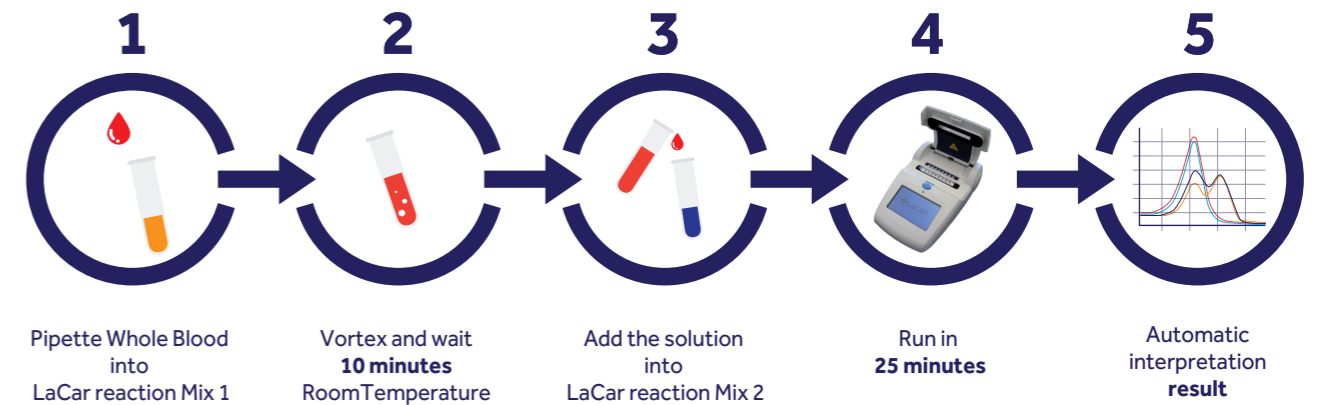 1
2
3
4
5
Pipette Whole Blood
into
LaCar reaction Mix 1
Vortex and wait
10 minutes
RoomTemperature
Add the solution
into
LaCar reaction Mix 2
Run in
25 minutes
Automatic
interpretation
result